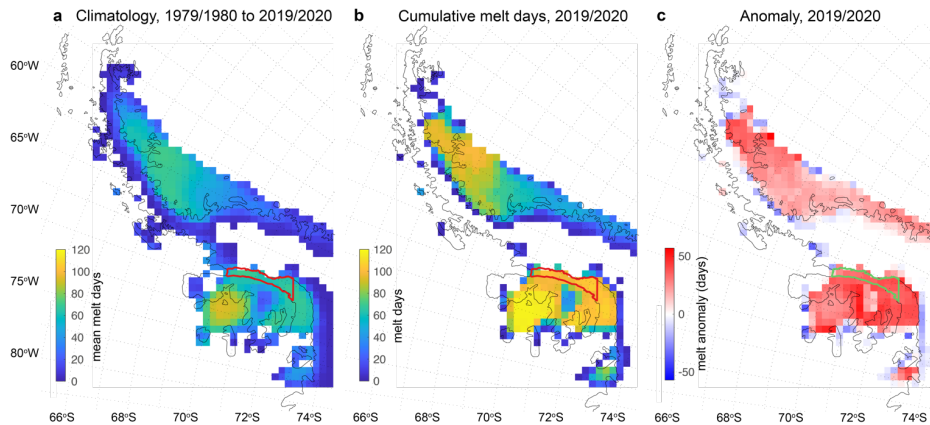 a Climatology, 1979/1980 to 2019/2020
b Cumulative melt days, 2019/2020
c Anomaly, 2019/2020
60°W
65°W
70°W
75°W
80°W
120
100
80
60
40
20
0
mean melt days
120
100
80
60
40
20
0
melt days
50
0
-50
melt anomaly (days)
66°S 68°S 70°S 72°S 74°S
66°S 68°S 70°S 72°S 74°S
66°S 68°S 70°S 72°S 74°S